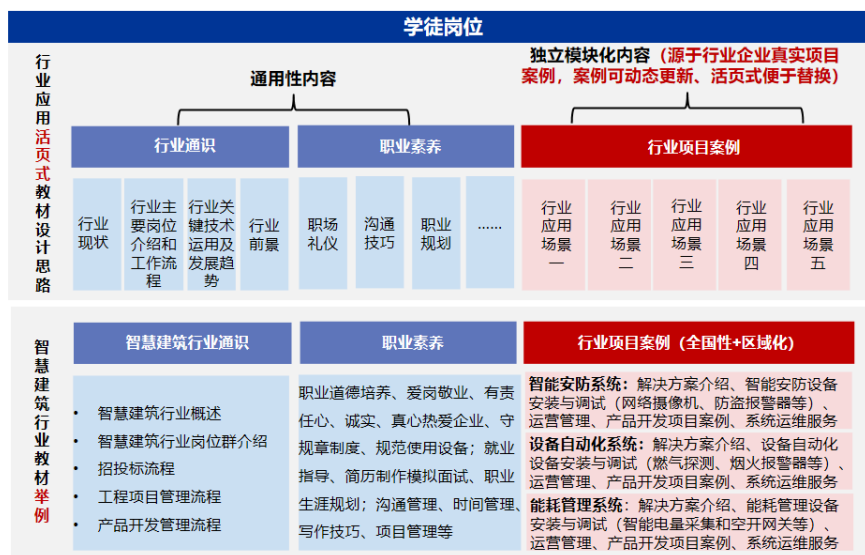 学徒岗位
行业应用活页式教材设计思路
通用性内容
独立模块化内容（源于行业企业真实项目
案例，案例可动态更新、活页式便于替换）
行业通识
职业素养
行业项目案例
行业
现状
行业主
要岗位
介绍和
工作流
程
行业关
键技术
运用及
发展趋
势
行业
前景
职场
礼仪
沟通
技巧
职业
规划
……
行业
应用
场景
一
行业
应用
场景
二
行业
应用
场景
三
行业
应用
场景
四
行业
应用
场景
五
智慧建筑行业教材举例
智慧建筑行业通识
职业素养
行业项目案例（全国性+区域化）
• 智慧建筑行业概述
• 智慧建筑行业岗位群介绍
• 招投标流程
• 工程项目管理流程
• 产品开发管理流程
职业道德培养、爱岗敬业、有责
任心、诚实、真心热爱企业、守
规章制度、规范使用设备；就业
指导、简历制作模拟面试、职业
生涯规划；沟通管理、时间管理、
写作技巧、项目管理等
智能安防系统：解决方案介绍、智能安防设备
安装与调试（网络摄像机、防盗报警器等）、
运营管理、产品开发项目案例、系统运维服务
设备自动化系统：解决方案介绍、设备自动化
设备安装与调试（燃气探测、烟火报警器等）、
运营管理、产品开发项目案例、系统运维服务
能耗管理系统：解决方案介绍、能耗管理设备
安装与调试（智能电量采集和空开网关等）、
运营管理、产品开发项目案例、系统运维服务